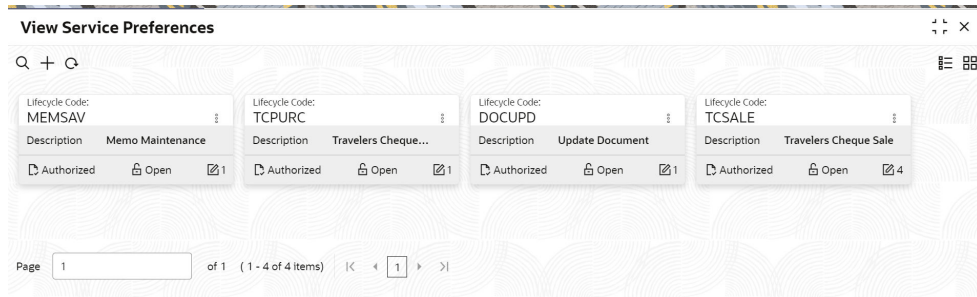 View Service Preferences
Lifecycle Code:
MEMSAV
Description Memo Maintenance
Authorized Open 1
Lifecycle Code:
TCPURC
Description Travelers Cheque...
Authorized Open 1
Lifecycle Code:
DOCUPD
Description Update Document
Authorized Open 1
Lifecycle Code:
TCSALE
Description Travelers Cheque Sale
Authorized Open 4
Page 1 of 1 ( 1 - 4 of 4 items) 1